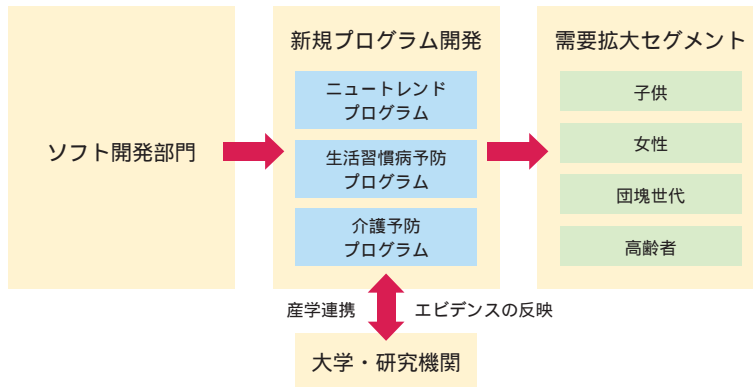 ソフト開発部門
新規プログラム開発
ニュートレンド
プログラム
生活習慣病予防
プログラム
介護予防
プログラム
需要拡大セグメント
子供
女性
団塊世代
高齢者
産学連携
エビデンスの反映
大学・研究機関